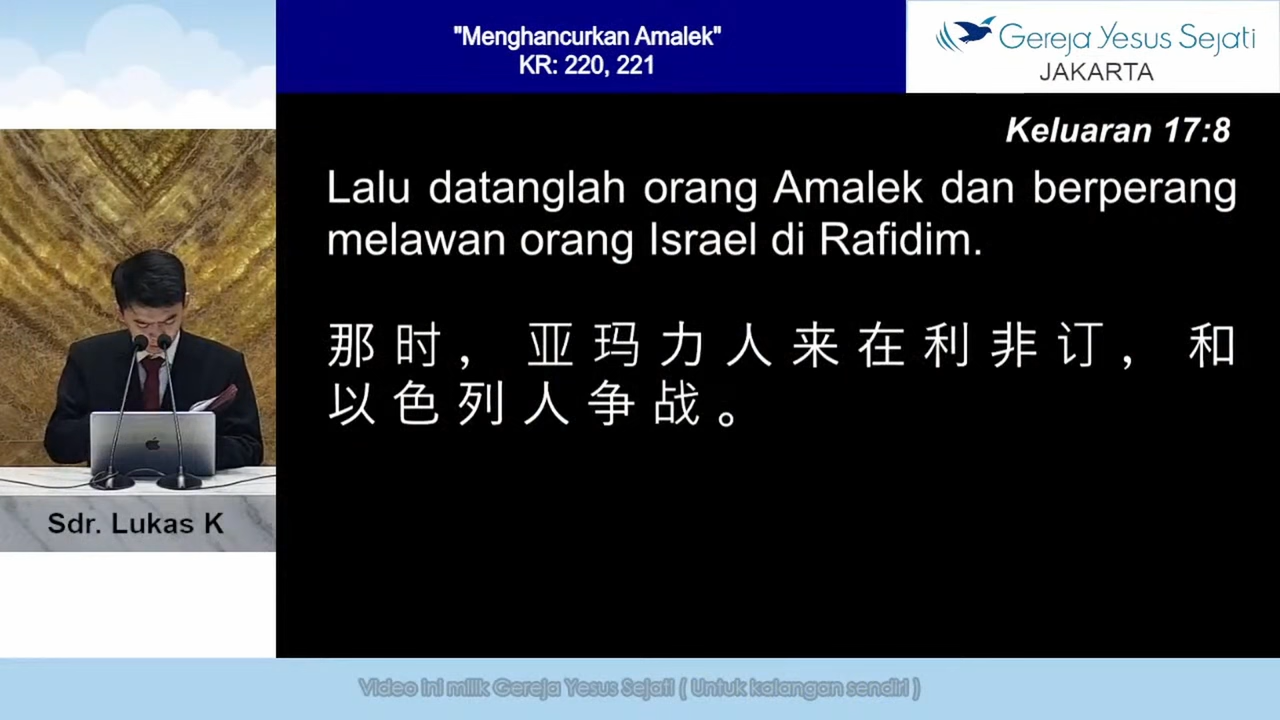 "Menghancurkan Amalek"
KR: 220, 221
Gereja Yesus Sejati
JAKARTA
Keluaran 17:8
Lalu datanglah orang Amalek dan berperang
melawan orang Israel di Rafidim.
那时，亚玛力人来在利非订，和
以色列人争战。
Sdr. Lukas K
Video ini milik Gereja Yesus Sejati ( Untuk kalangan sendiri )